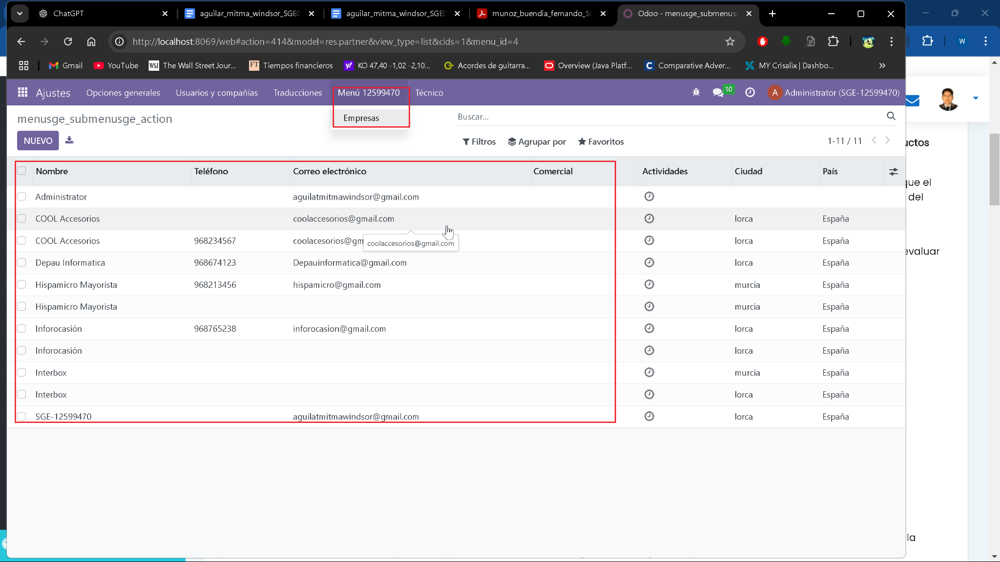 ChatGPT
aguilar_mitma_windsor_SGE0
aguilar_mitma_windsor_SGE0
munoz_buendia_fernando_SG
Odoo - menusge_submenusg
http://localhost:8069/web#action=414&model=res.partner&view_type=list&cids=1&menu_id=4
W
Gmail
YouTube
WSJ
The Wall Street Jour...
FT
Tiempos financieros
KO 47,40 -1,02 -2,10...
Acordes de guitarra...
Overview (Java Platf...
C
Comparative Adver...
MY Crisalix | Dashbo...
Ajustes
Opciones generales
Usuarios y compañías
Traducciones
Menú 12599470
Técnico
10
A
Administrator (SGE-12599470)
menusge_submenusge_action
Empresas
Buscar...
NUEVO
Filtros
Agrupar por
Favoritos
1-11 / 11
uctos
Nombre
Teléfono
Correo electrónico
Comercial
Actividades
Ciudad
País
que el
del
Administrator
aguilatmitmawindsor@gmail.com
COOL Accesorios
coolaccesorios@gmail.com
lorca
España
COOL Accesorios
968234567
coolacesorios@gm
coolaccesorios@gmail.com
lorca
España
evaluar
Depau Informatica
968674123
Depauinformatica@gmail.com
lorca
España
Hispamicro Mayorista
968213456
hispamicro@gmail.com
murcia
España
Hispamicro Mayorista
murcia
España
Inforocasión
968765238
inforocasion@gmail.com
lorca
España
Inforocasión
lorca
España
Interbox
murcia
España
Interbox
lorca
España
SGE-12599470
aguilatmitmawindsor@gmail.com
lorca
España
la